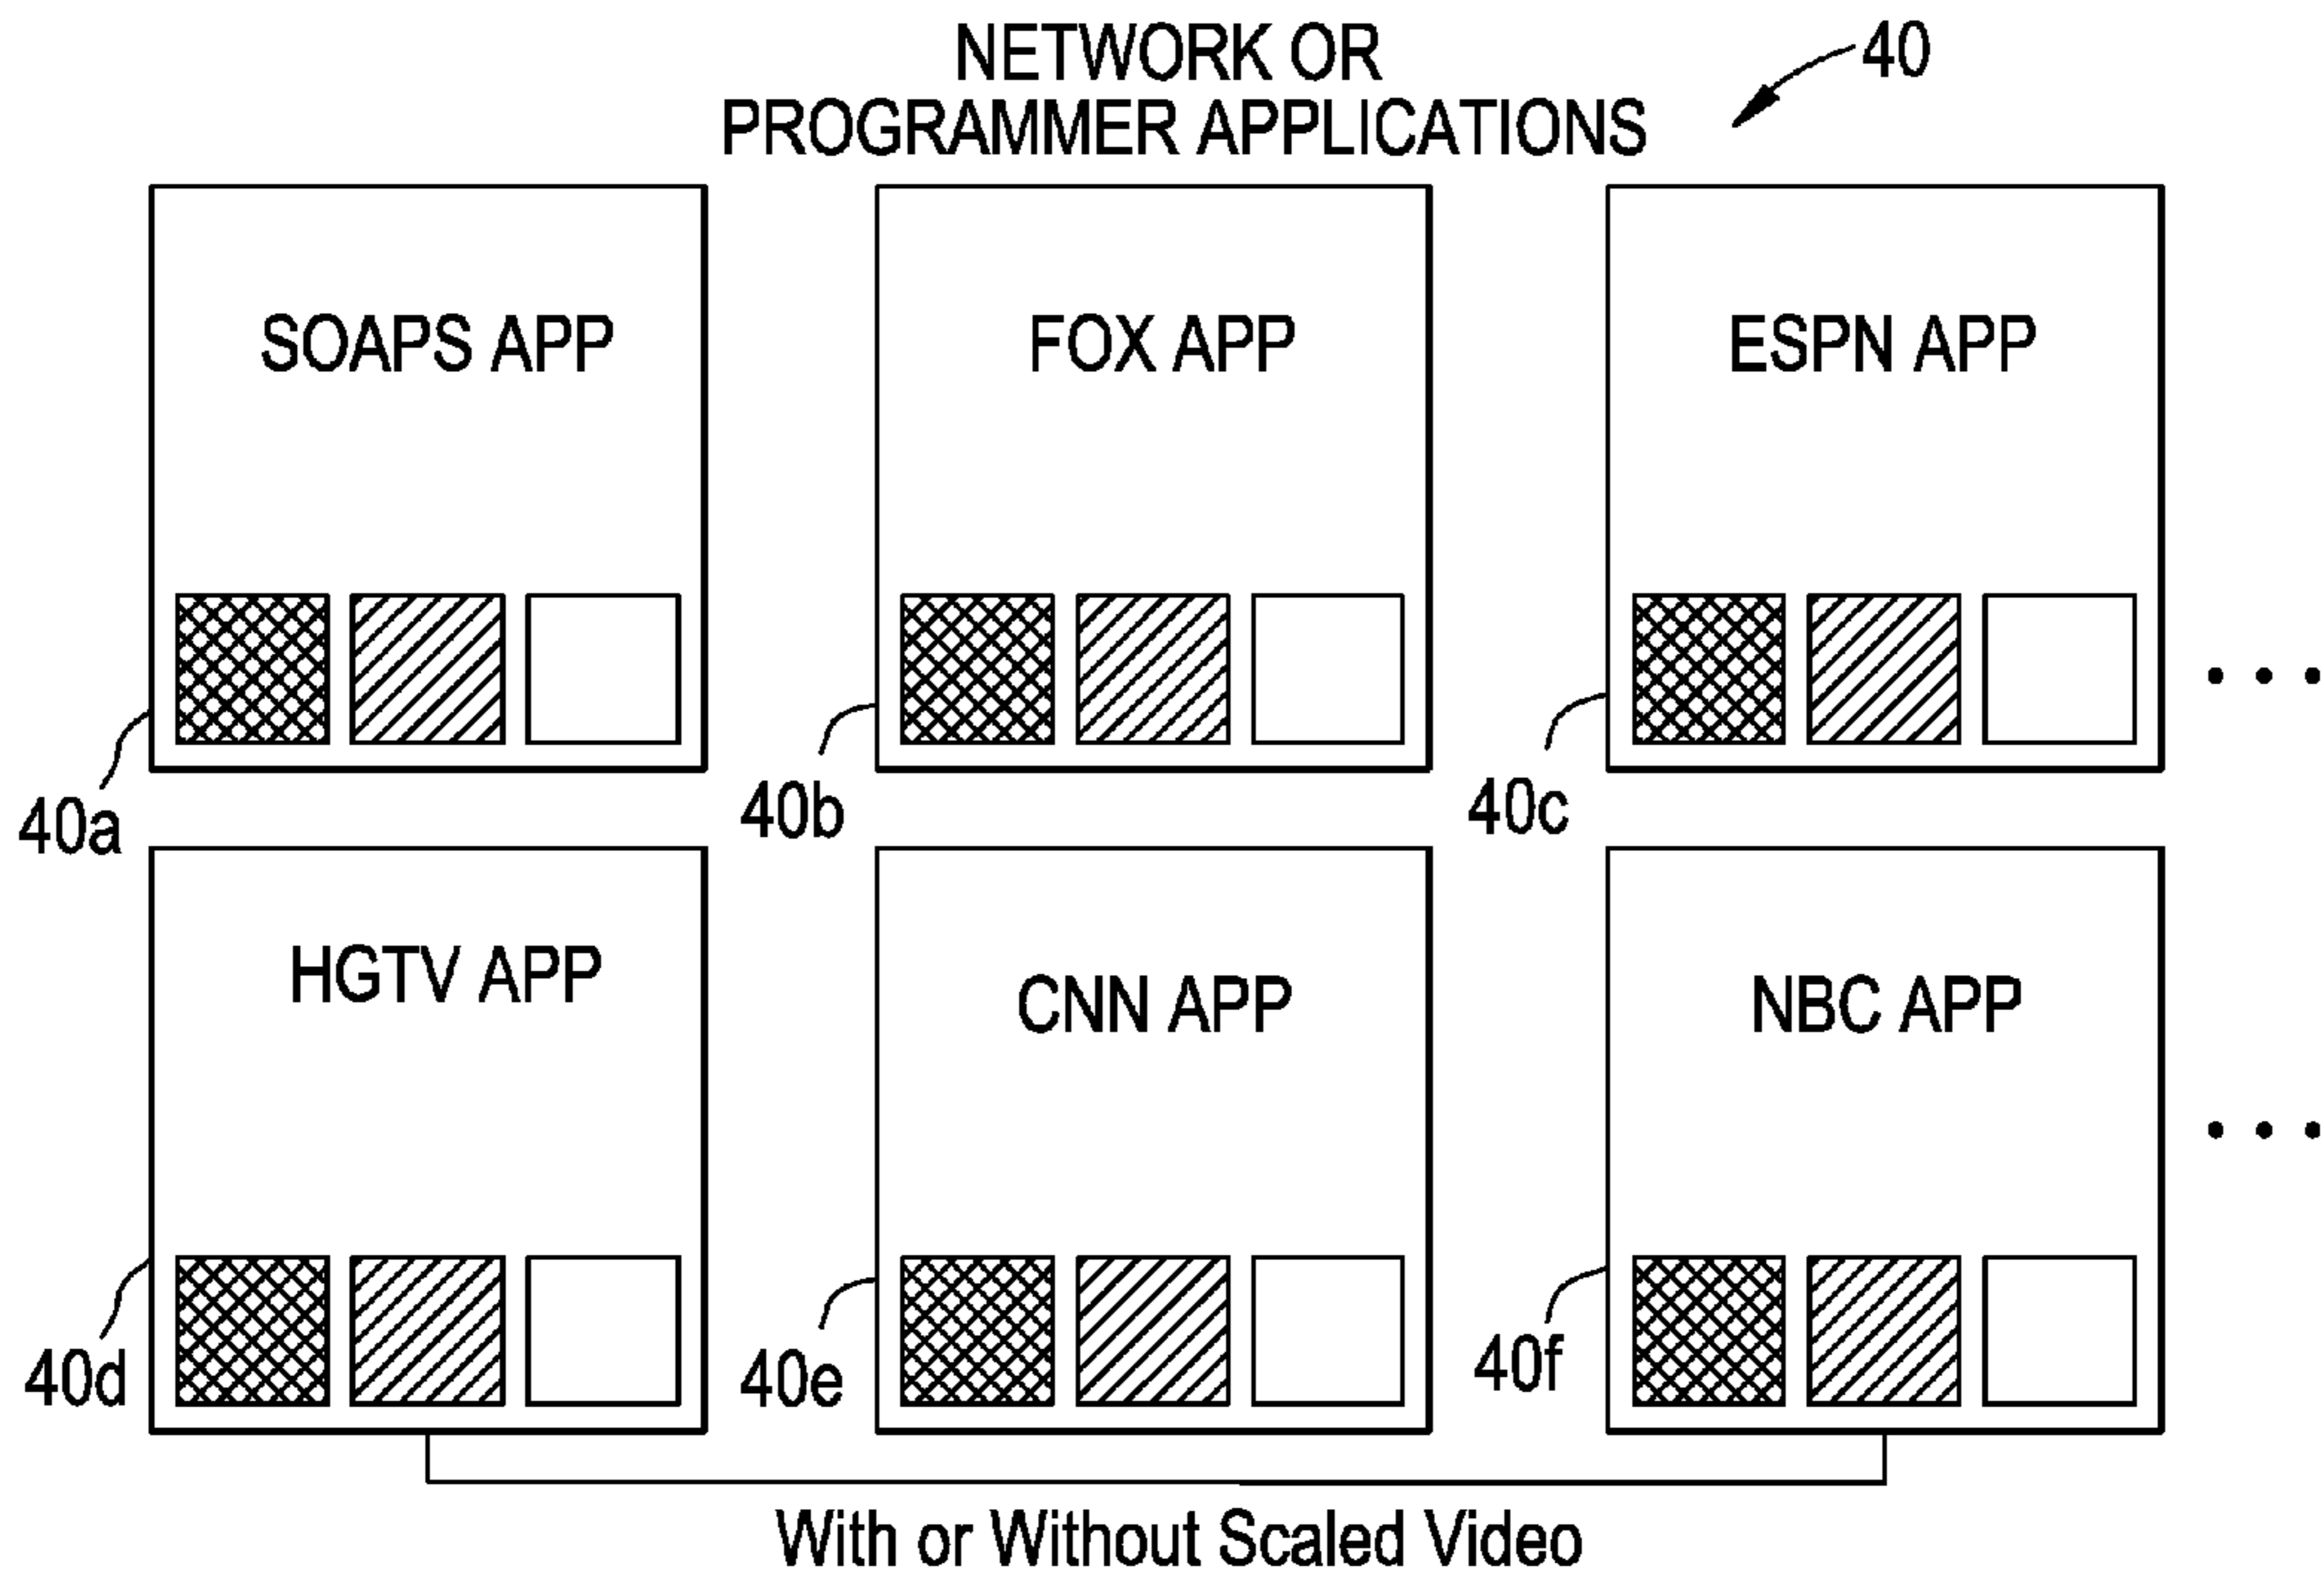 NETWORK OR
PROGRAMMER APPLICATIONS
40
SOAPS APP
FOX APP
ESPN APP
40a
40b
40c
HGTV APP
CNN APP
NBC APP
40d
40e
40f
With or Without Scaled Video